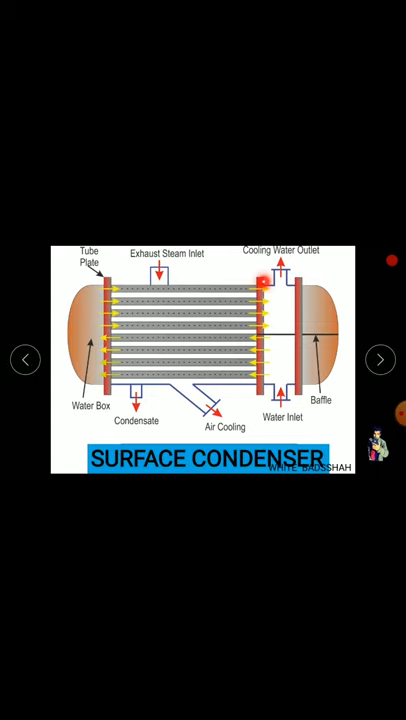 Tube
Plate
Exhaust Steam Inlet
Cooling Water Outlet
Water Box
Condensate
Air Cooling
Water Inlet
Baffle
SURFACE CONDENSER
WHITE BADSSHAH